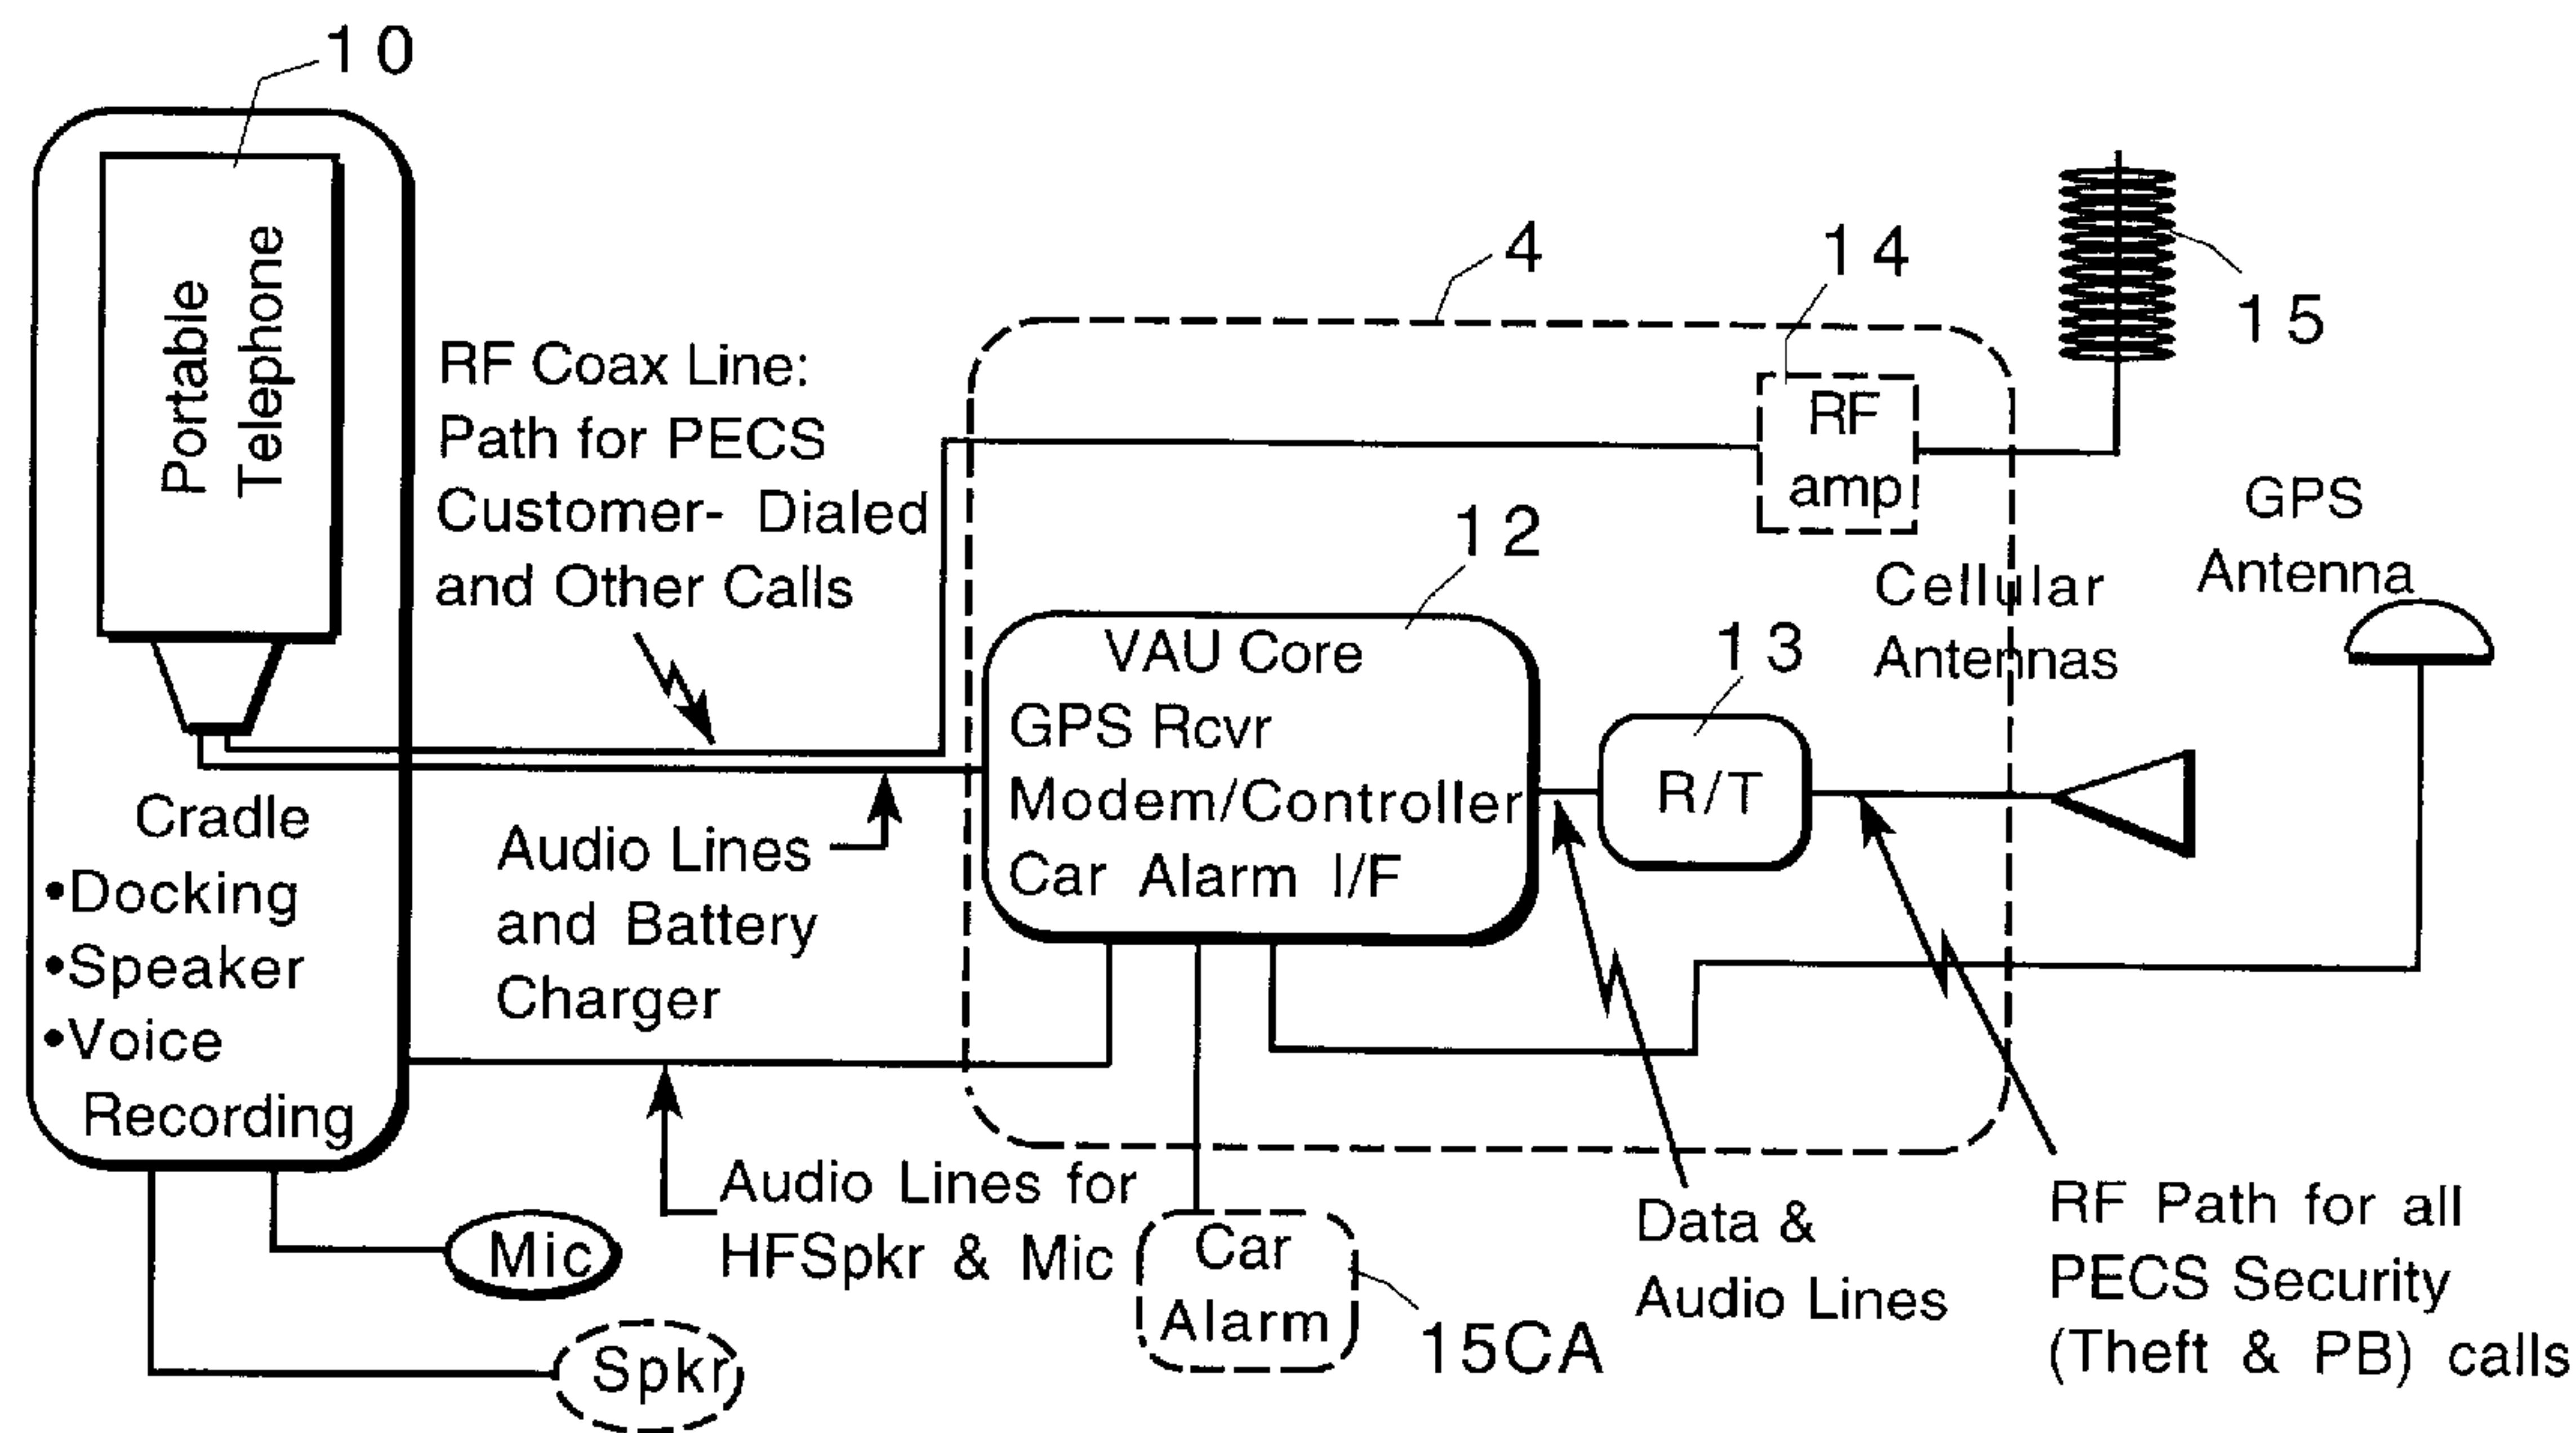 10
Portable
Telephone
Cradle
•Docking
•Speaker
•Voice
Recording
Mic
Spkr
RF Coax Line:
Path for PECS
Customer- Dialed
and Other Calls
Audio Lines
and Battery
Charger
Audio Lines for
HFSpkr & Mic
4
14
RF
amp
15
12
VAU Core
GPS Rcvr
Modem/Controller
Car Alarm I/F
13
R/T
Cellular
Antennas
GPS
Antenna
Car
Alarm
15CA
Data &
Audio Lines
RF Path for all
PECS Security
(Theft & PB) calls